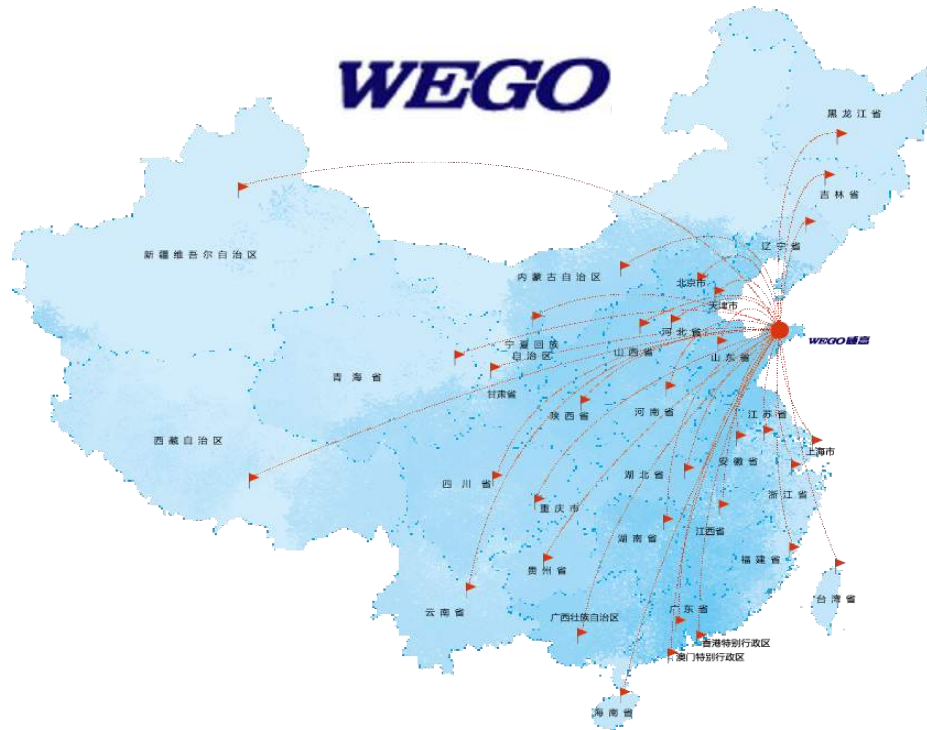 WEGO
黑龙江省
吉林省
辽宁省
新疆维吾尔自治区
内蒙古自治区
北京市
天津市
河北省
WEGO威高
宁夏回族
自治区
山西省
山东省
青海省
甘肃省
陕西省
河南省
江苏省
西藏自治区
上海市
安徽省
四川省
湖北省
浙江省
重庆市
湖南省
江西省
福建省
贵州省
台湾省
云南省
广西壮族自治区
广东省
香港特别行政区
澳门特别行政区
海南省